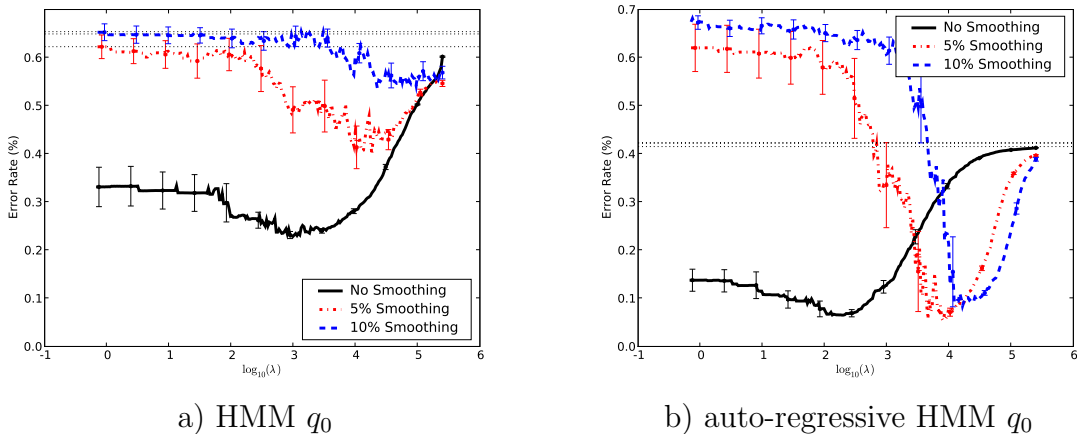 0.7
0.6
0.5
0.4
0.3
0.2
0.1
0.0
Error Rate (%)
-1 0 1 2 3 4 5 6
log₁₀(λ)
No Smoothing
5% Smoothing
10% Smoothing
a) HMM q₀
0.7
0.6
0.5
0.4
0.3
0.2
0.1
0.0
Error Rate (%)
-1 0 1 2 3 4 5 6
log₁₀(λ)
No Smoothing
5% Smoothing
10% Smoothing
b) auto-regressive HMM q₀